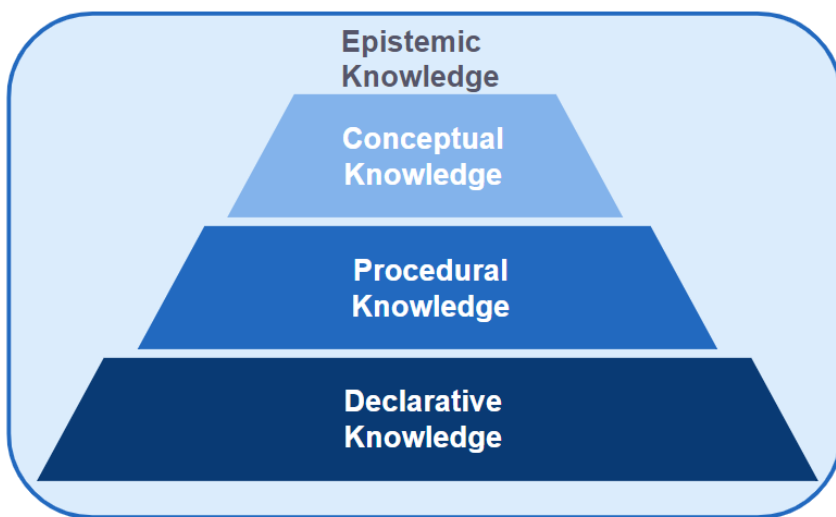 Epistemic
Knowledge
Conceptual
Knowledge
Procedural
Knowledge
Declarative
Knowledge